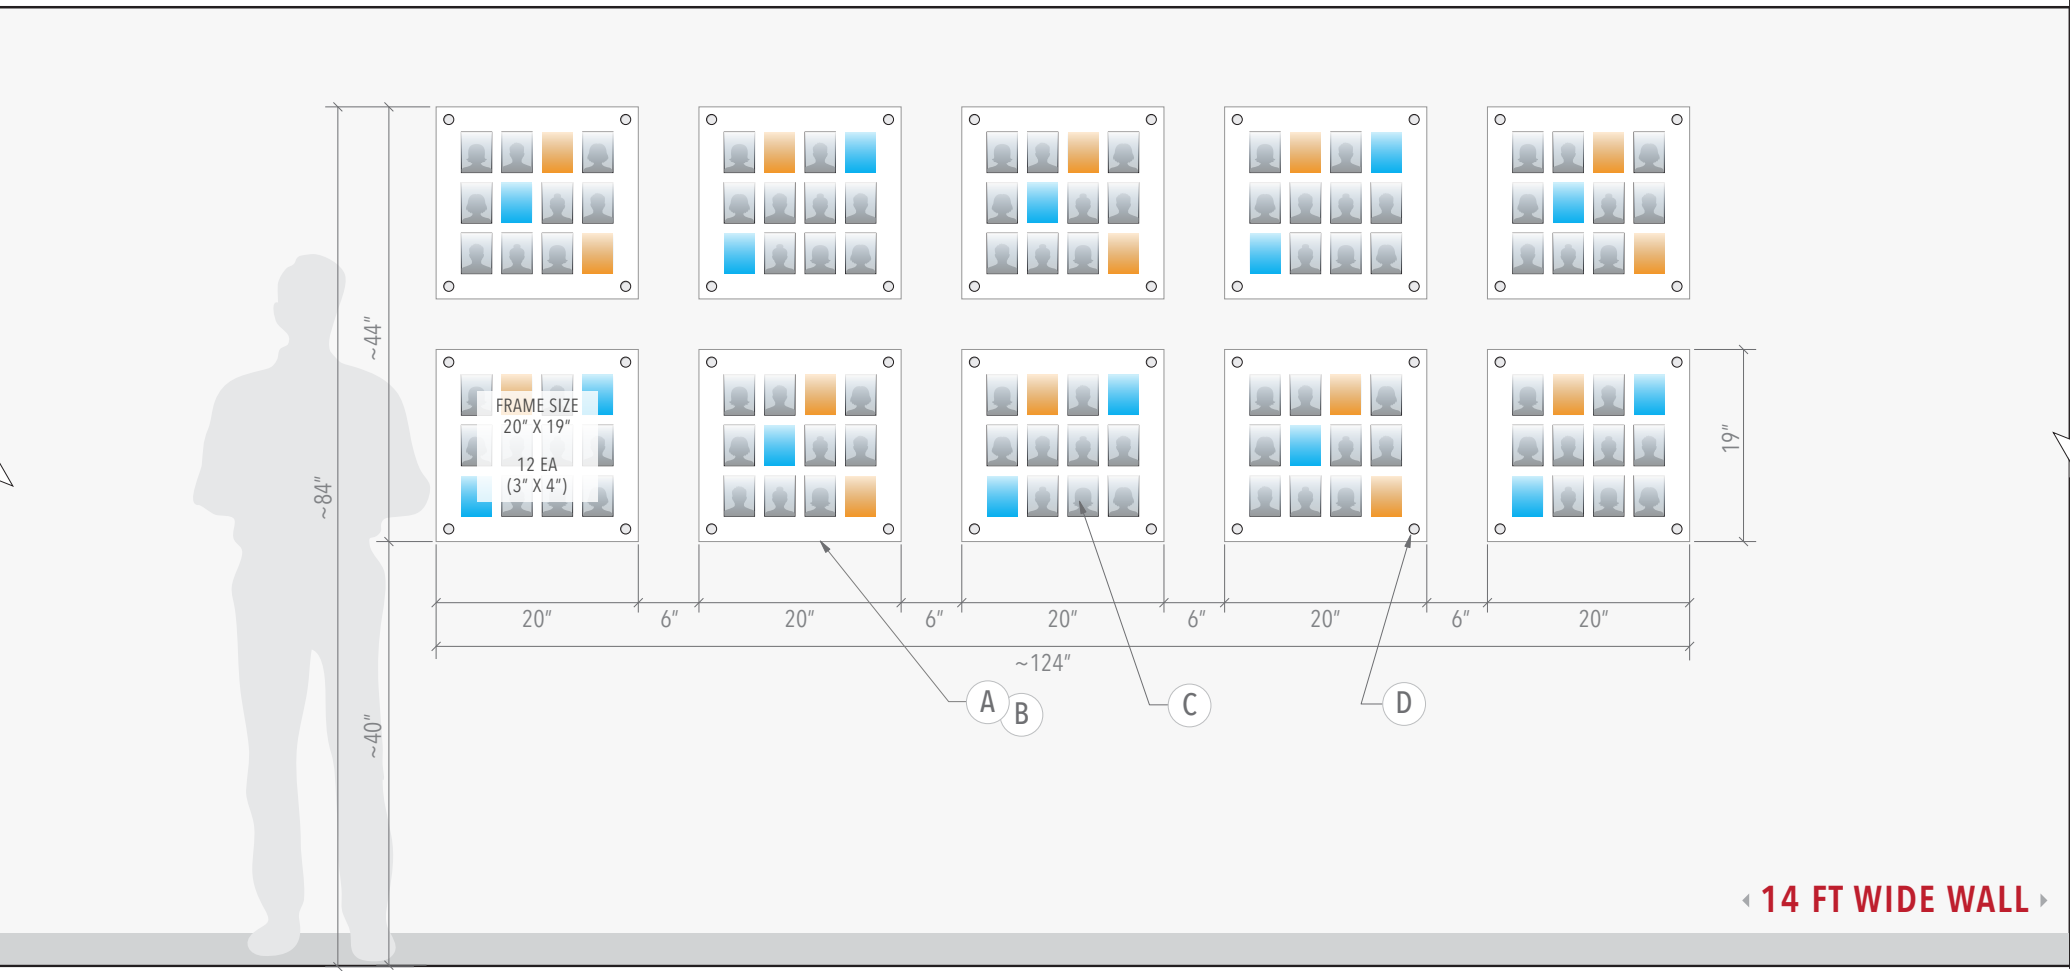 ~44"
~84"
~40"
FRAME SIZE
20" X 19"
12 EA
(3" X 4")
19"
20"
6"
20"
6"
20"
6"
20"
6"
20"
~124"
A
B
C
D
14 FT WIDE WALL